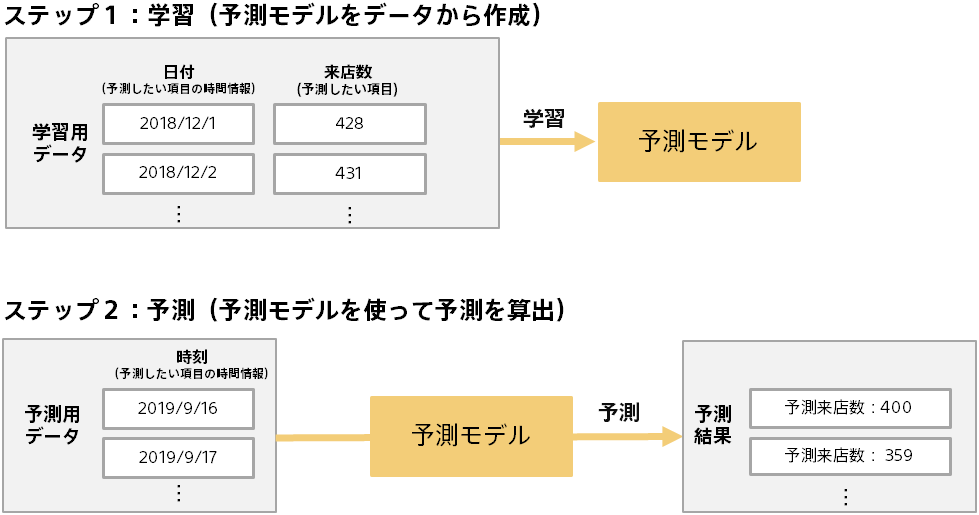 ステップ１：学習（予測モデルをデータから作成）
日付
(予測したい項目の時間情報)
来店数
(予測したい項目)
学習用
データ
2018/12/1
428
2018/12/2
431
⋮
⋮
学習
予測モデル
ステップ２：予測（予測モデルを使って予測を算出）
時刻
(予測したい項目の時間情報)
予測用
データ
2019/9/16
2019/9/17
⋮
予測モデル
予測
予測
結果
予測来店数：400
予測来店数： 359
⋮